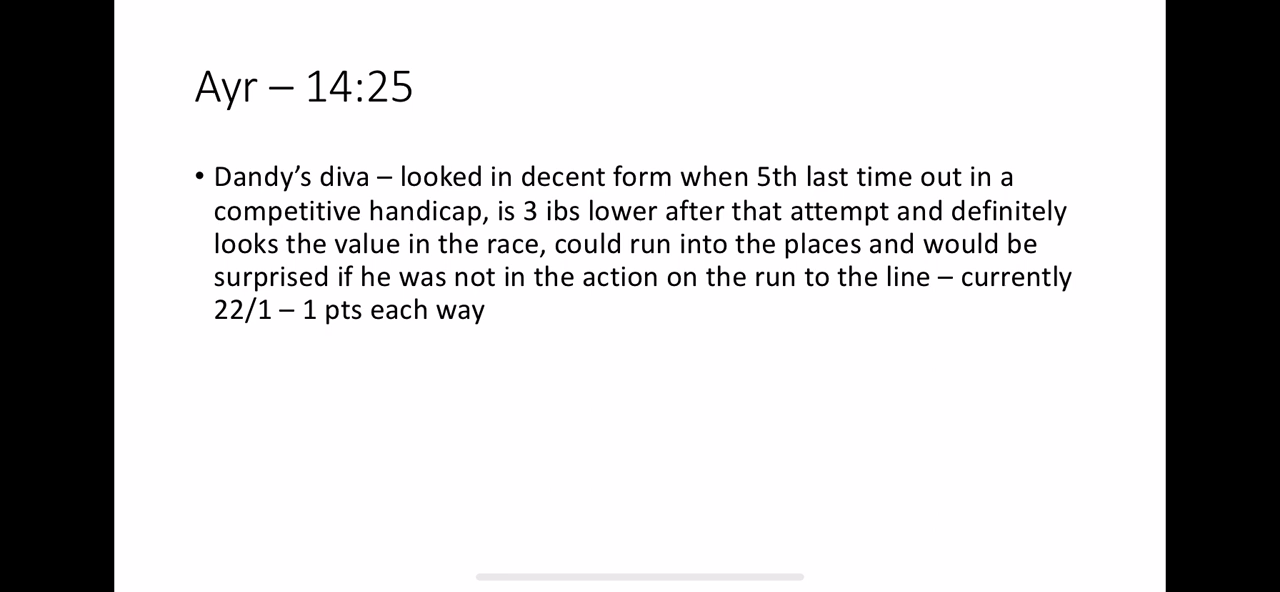 Ayr – 14:25
• Dandy’s diva – looked in decent form when 5th last time out in a
competitive handicap, is 3 ibs lower after that attempt and definitely
looks the value in the race, could run into the places and would be
surprised if he was not in the action on the run to the line – currently
22/1 – 1 pts each way